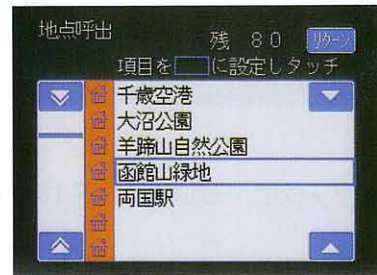 地点呼出
残 80 リターン
項目を に設定しタッチ
千歳空港
大沼公園
羊蹄山自然公園
函館山緑地
両国駅